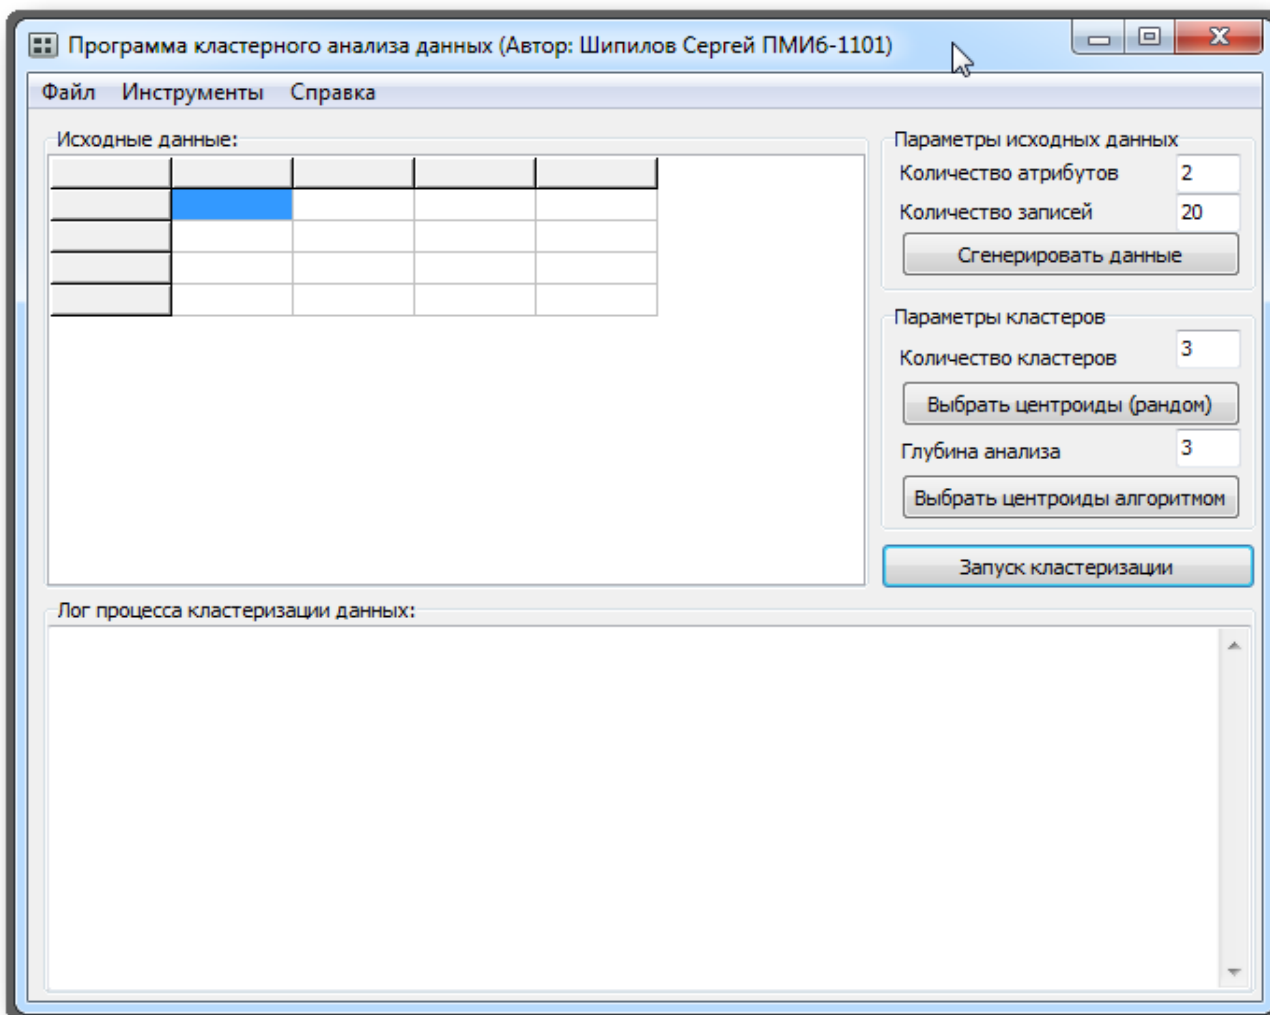 Программа кластерного анализа данных (Автор: Шипилов Сергей ПМИб-1101)
Файл Инструменты Справка
Исходные данные:
Параметры исходных данных
Количество атрибутов 2
Количество записей 20
Сгенерировать данные
Параметры кластеров
Количество кластеров 3
Выбрать центроиды (рандом)
Глубина анализа 3
Выбрать центроиды алгоритмом
Запуск кластеризации
Лог процесса кластеризации данных: